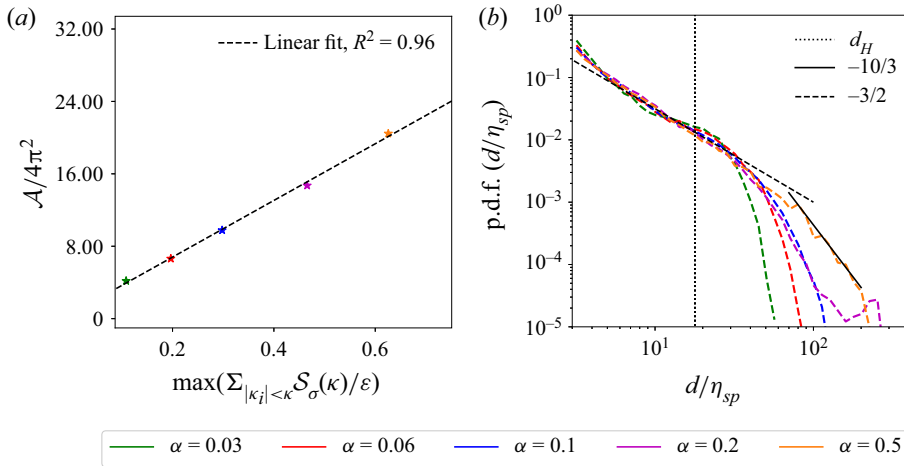 (a)
32.00
24.00
16.00
8.00
0
𝒜/4π²
Linear fit, R² = 0.96
0.2 0.4 0.6
max(Σ|κᵢ|<κ 𝒮σ(κ)/ε)
(b)
10⁰
10⁻¹
10⁻²
10⁻³
10⁻⁴
10⁻⁵
p.d.f. (d/ηsp)
d_H
−10/3
−3/2
10¹ 10²
d/ηsp
α = 0.03 α = 0.06 α = 0.1 α = 0.2 α = 0.5